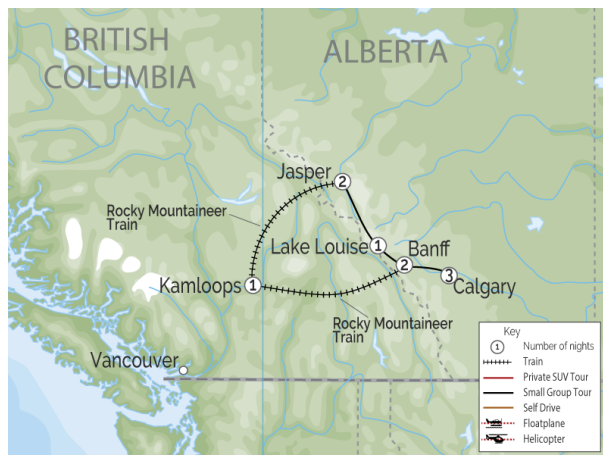 BRITISH
COLUMBIA
ALBERTA
Jasper
2
Rocky Mountaineer
Train
Lake Louise
1
Banff
2
3
Calgary
Kamloops
1
Rocky Mountaineer
Train
Vancouver
Key
1
Number of nights
Train
Private SUV Tour
Small Group Tour
Self Drive
Floatplane
Helicopter